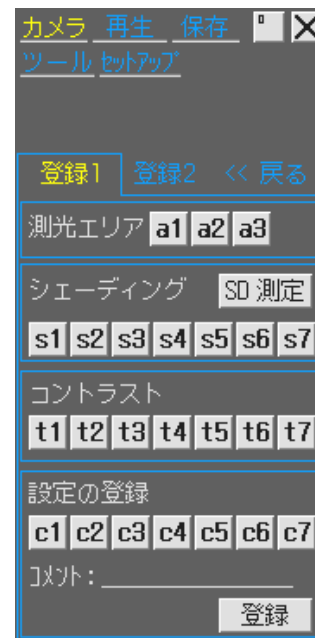 カメラ 再生 保存
ツール ｾｯﾄｱｯﾌﾟ
登録1 登録2 << 戻る
測光エリア a1 a2 a3
シェーディング SD 測定
s1 s2 s3 s4 s5 s6 s7
コントラスト
t1 t2 t3 t4 t5 t6 t7
設定の登録
c1 c2 c3 c4 c5 c6 c7
ｺﾒﾝﾄ：
登録